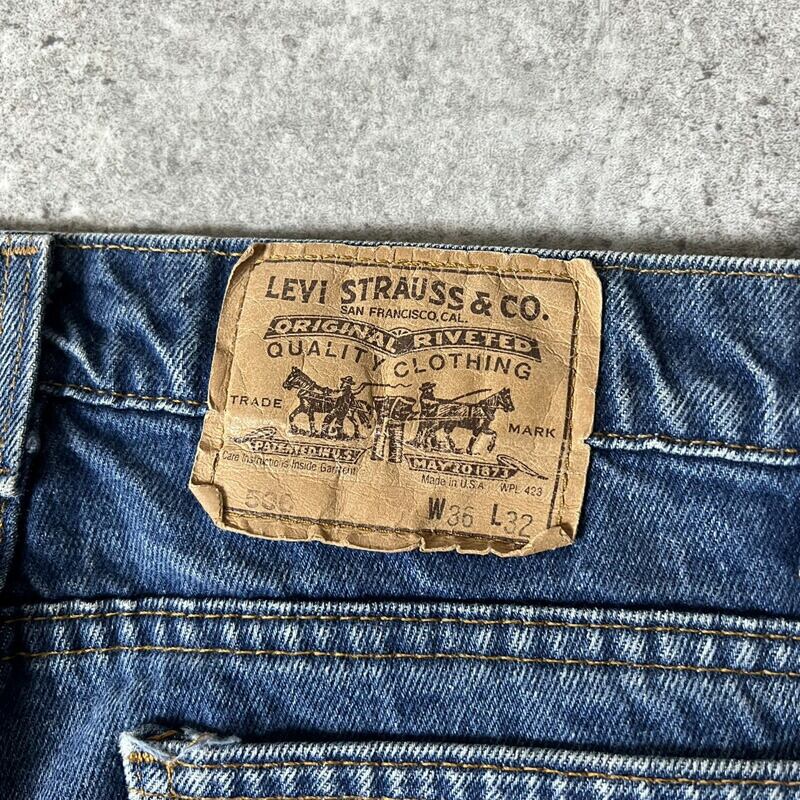 LEVI STRAUSS & CO.
SAN FRANCISCO, CAL.
ORIGINAL RIVETED
QUALITY CLOTHING
TRADE MARK
PATENTED IN U.S. MAY 20 1873
Care Instructions Inside Garment Made in U.S.A. WPL 423
W36 L32